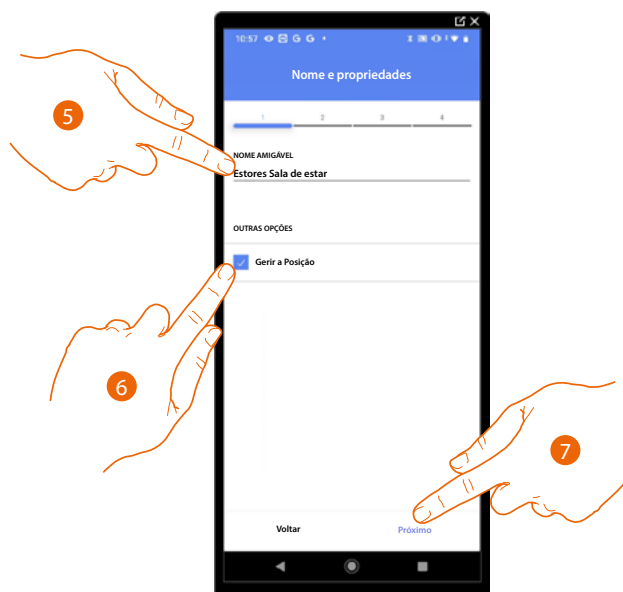 10:57 G G
Nome e propriedades
1 2 3 4
NOME AMIGÁVEL
Estores Sala de estar
OUTRAS OPÇÕES
Gerir a Posição
Voltar Próximo
5
6
7